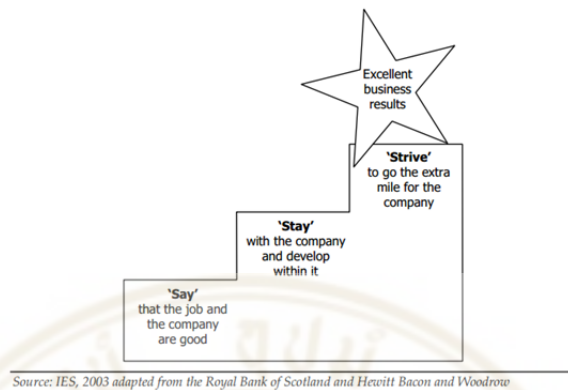 Excellent
business
results
‘Strive’
to go the extra
mile for the
company
‘Stay’
with the company
and develop
within it
‘Say’
that the job and
the company
are good
Source: IES, 2003 adapted from the Royal Bank of Scotland and Hewitt Bacon and Woodrow